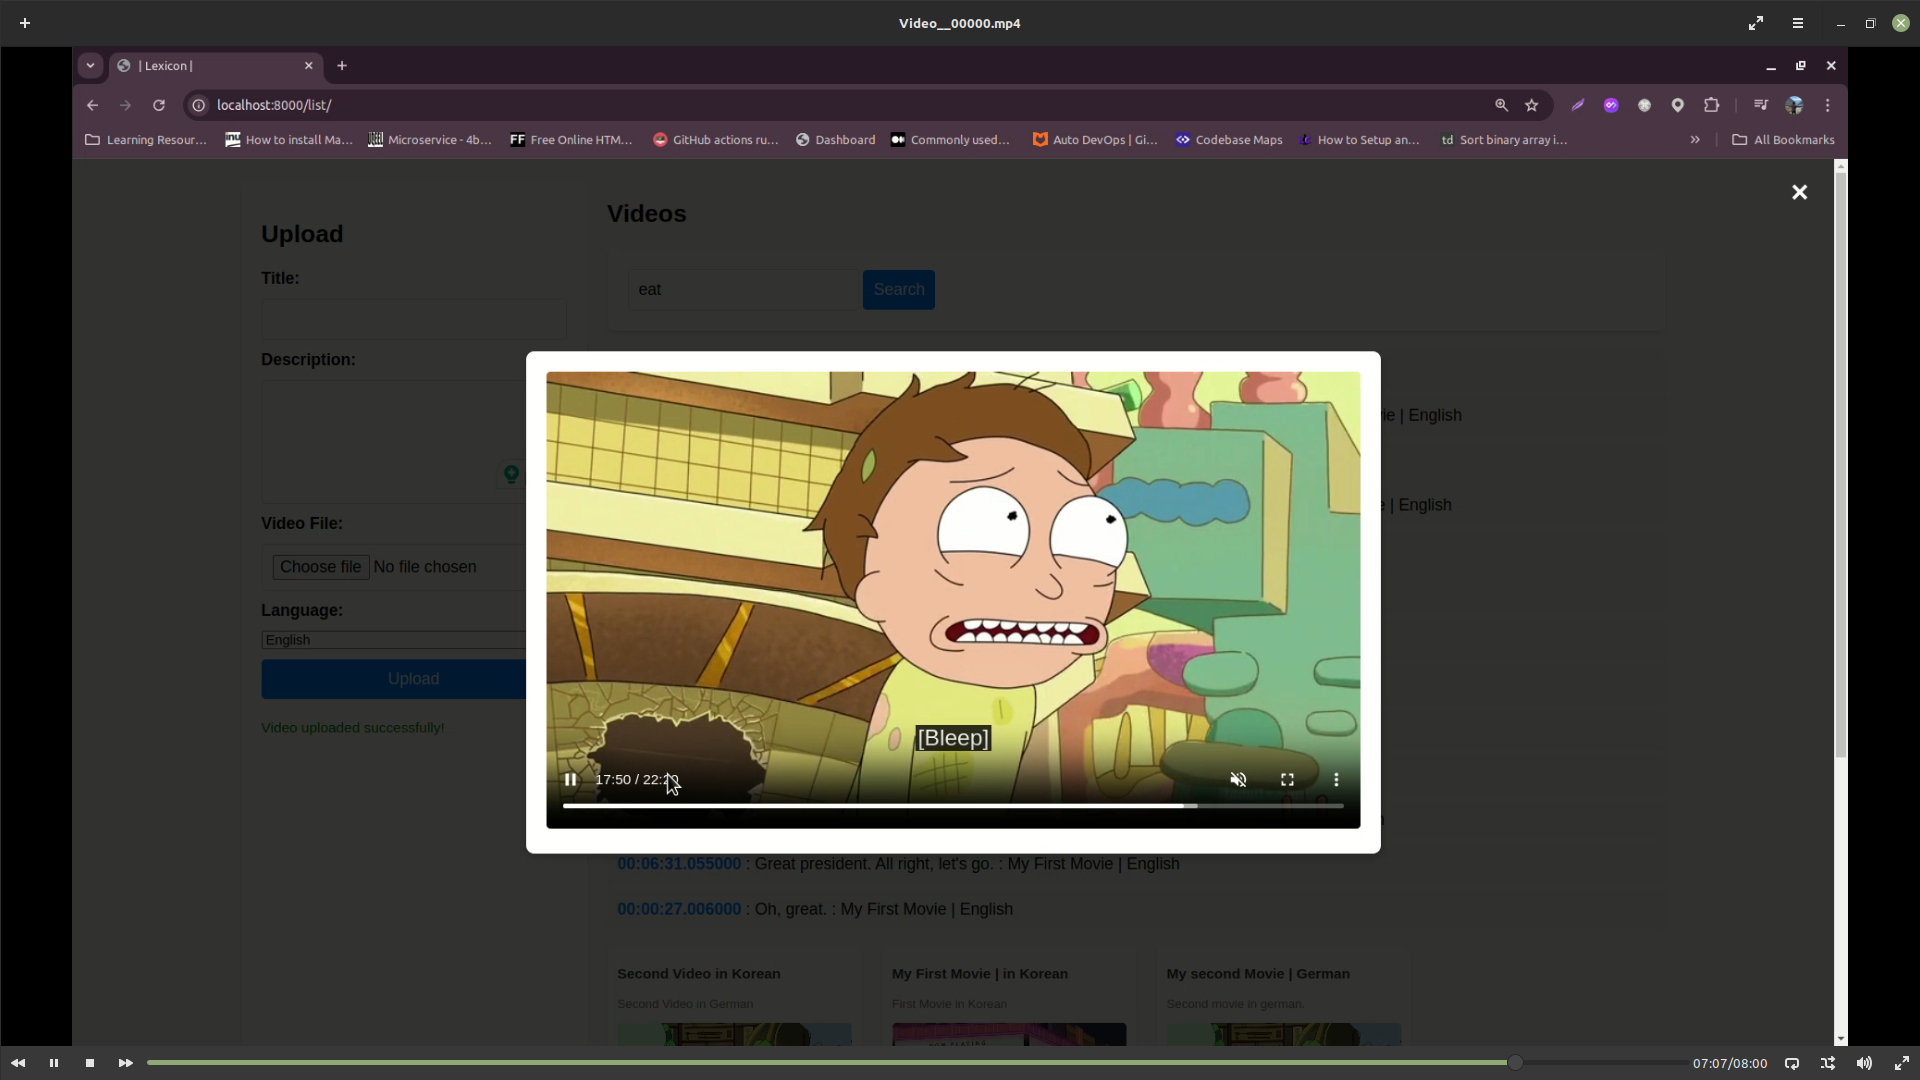 Video__00000.mp4
| Lexicon |
localhost:8000/list/
Learning Resour...
How to install Ma...
Microservice - 4b...
FF Free Online HTM...
GitHub actions ru...
Dashboard
Commonly used...
Auto DevOps | Gi...
Codebase Maps
How to Setup an...
td Sort binary array i...
All Bookmarks
Upload
Title:
Description:
Video File:
Choose file No file chosen
Language:
English
Upload
Video uploaded successfully!
Videos
eat
Search
| English
| English
[Bleep]
17:50 /
00:06:31.055000 : Great president. All right, let's go. : My First Movie | English
00:00:27.006000 : Oh, great. : My First Movie | English
Second Video in Korean
Second Video in German
My First Movie | in Korean
First Movie in Korean
My second Movie | German
Second movie in german.
07:07/08:00